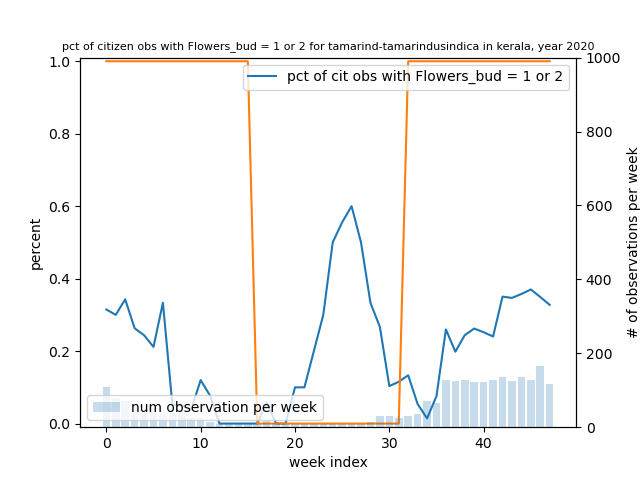 pct of citizen obs with Flowers_bud = 1 or 2 for tamarind-tamarindusindica in kerala, year 2020
pct of cit obs with Flowers_bud = 1 or 2
num observation per week
percent
1.0
0.8
0.6
0.4
0.2
0.0
# of observations per week
1000
800
600
400
200
0
0 10 20 30 40
week index